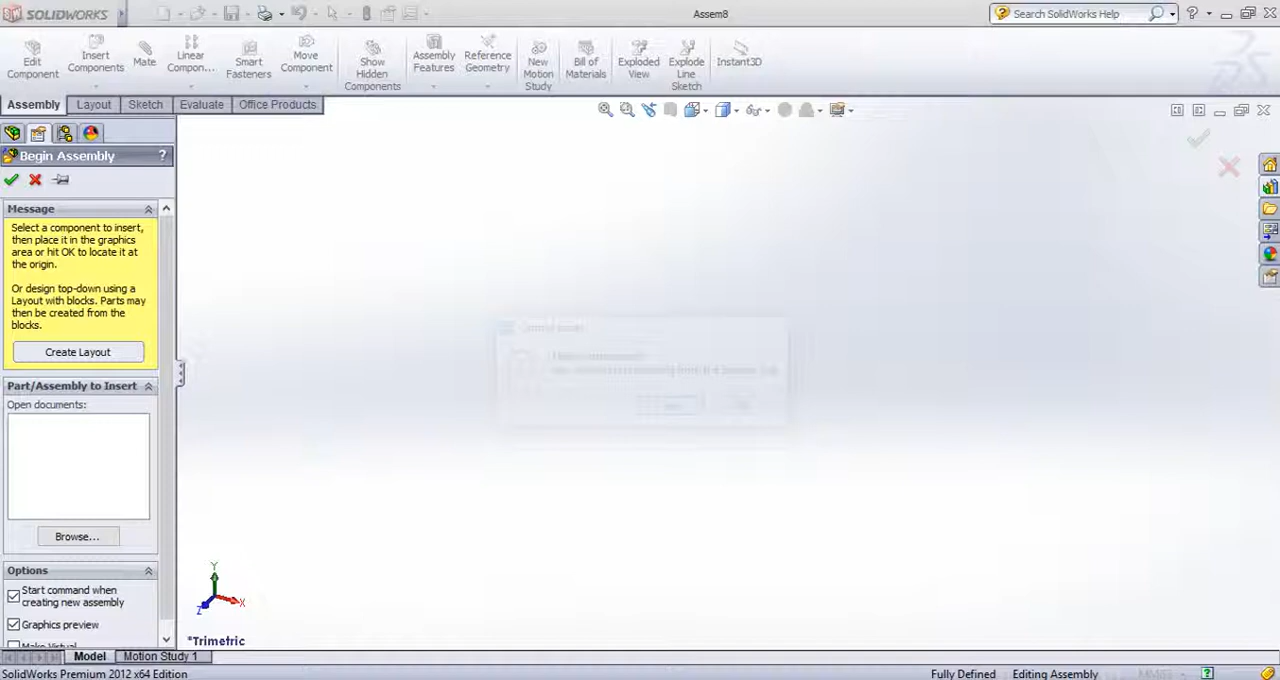 SOLIDWORKS
Assem8
Search SolidWorks Help
Edit Component
Insert Components
Mate
Linear Compon...
Smart Fasteners
Move Component
Show Hidden Components
Assembly Features
Reference Geometry
New Motion Study
Bill of Materials
Exploded View
Explode Line Sketch
Instant3D
Assembly
Layout
Sketch
Evaluate
Office Products
Begin Assembly
?
Message
Select a component to insert,
then place it in the graphics
area or hit OK to locate it at
the origin.
Or design top-down using a
Layout with blocks. Parts may
then be created from the
blocks.
Create Layout
Part/Assembly to Insert
Open documents:
Browse...
Options
Start command when
creating new assembly
Graphics preview
Make Virtual
Y
X
Z
*Trimetric
Model
Motion Study 1
SolidWorks Premium 2012 x64 Edition
Fully Defined
Editing Assembly
MMGS
?